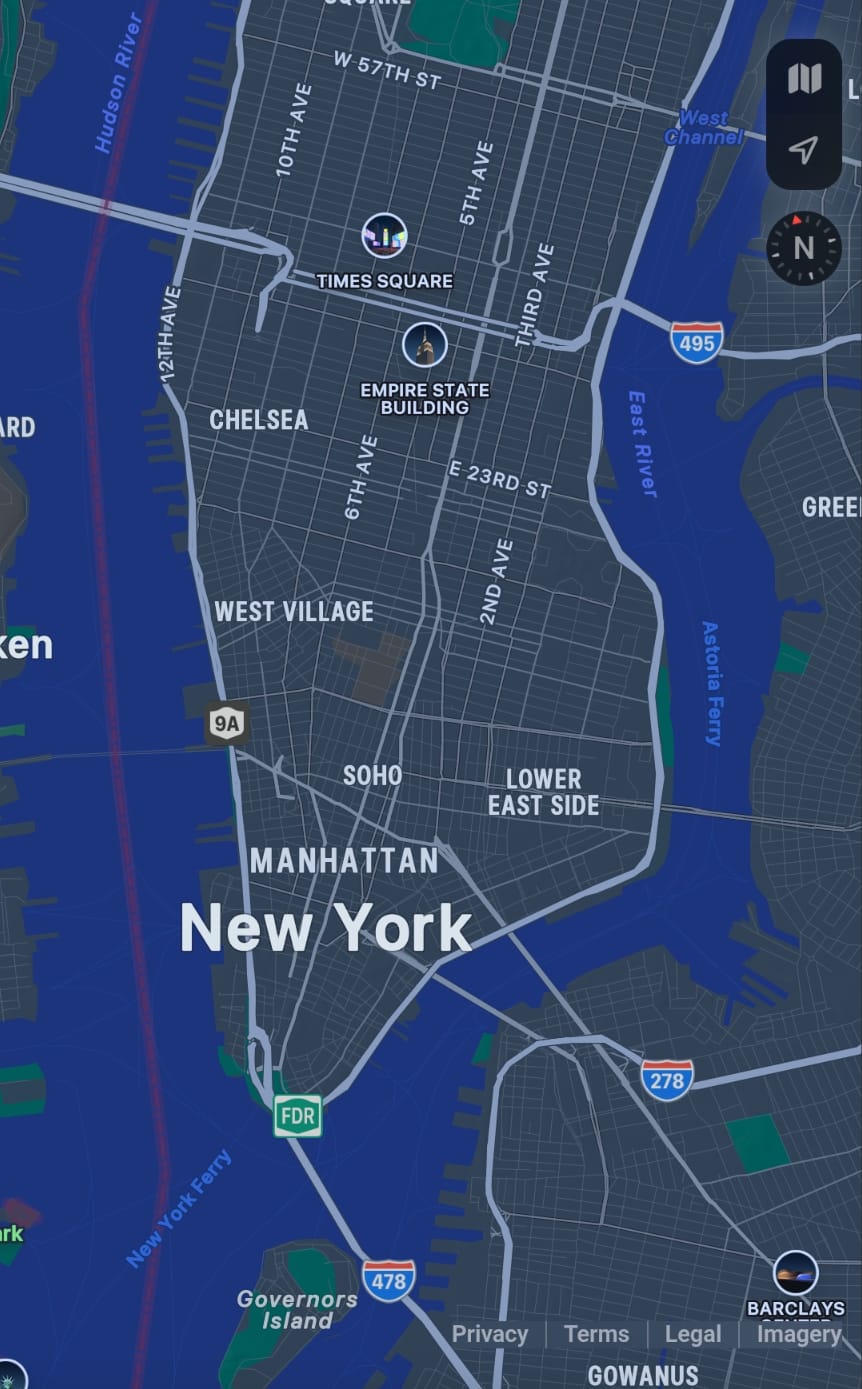 SQUARE
Hudson River
W 57TH ST
10TH AVE
5TH AVE
West
Channel
N
TIMES SQUARE
THIRD AVE
12TH AVE
495
EMPIRE STATE
BUILDING
East River
CHELSEA
ARD
6TH AVE
E 23RD ST
GREE
2ND AVE
WEST VILLAGE
ken
Astoria Ferry
9A
SOHO
LOWER
EAST SIDE
MANHATTAN
New York
278
FDR
New York Ferry
ark
478
Governors
Island
BARCLAYS
CENTER
Privacy
Terms
Legal
Imagery
GOWANUS